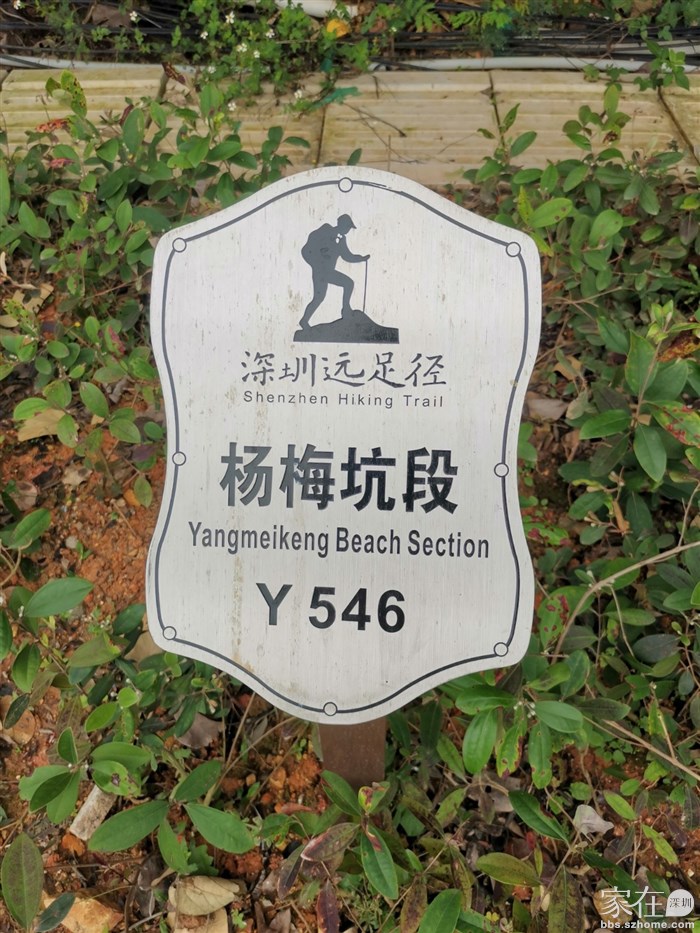 深圳远足径
Shenzhen Hiking Trail
杨梅坑段
Yangmeikeng Beach Section
Y 546
家在深圳
bbs.szhome.com